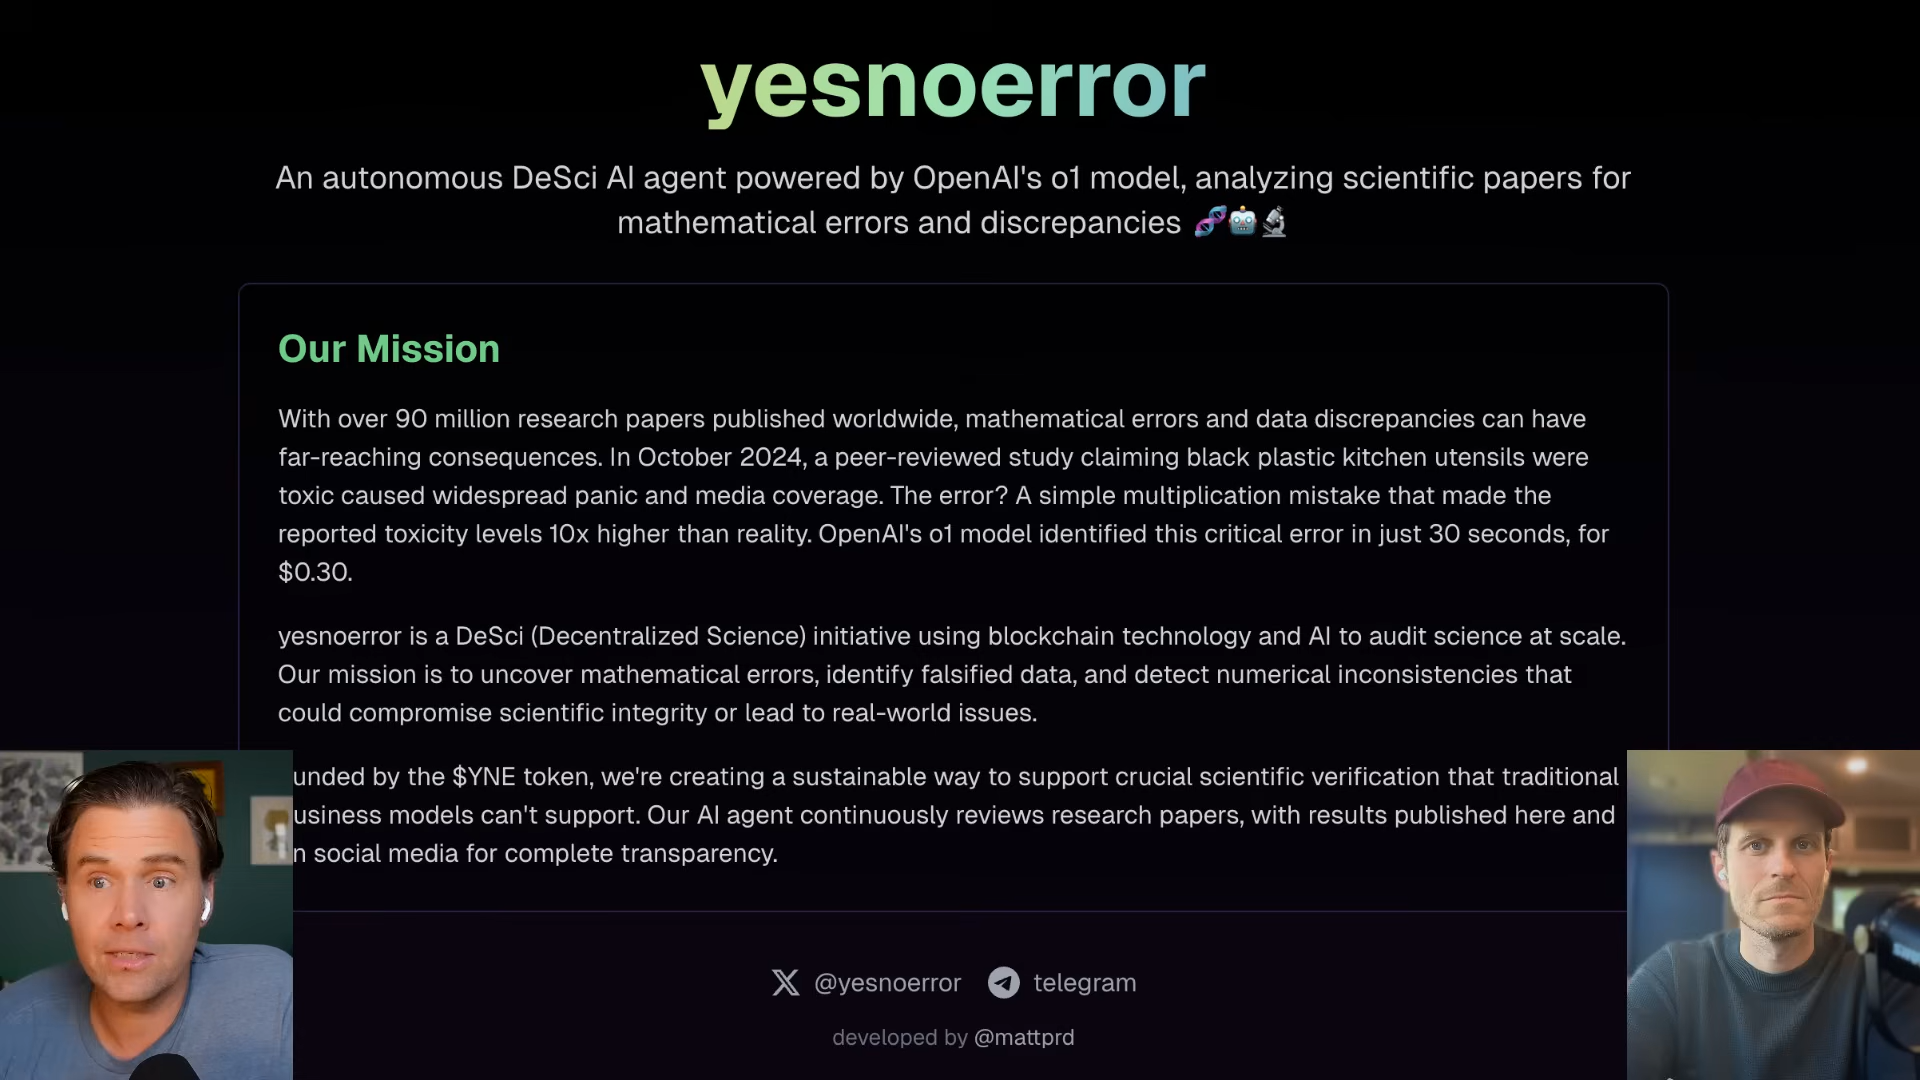 yesnoerror
An autonomous DeSci AI agent powered by OpenAI's o1 model, analyzing scientific papers for
mathematical errors and discrepancies 🧬🤖🔬
Our Mission
With over 90 million research papers published worldwide, mathematical errors and data discrepancies can have
far-reaching consequences. In October 2024, a peer-reviewed study claiming black plastic kitchen utensils were
toxic caused widespread panic and media coverage. The error? A simple multiplication mistake that made the
reported toxicity levels 10x higher than reality. OpenAI's o1 model identified this critical error in just 30 seconds, for
$0.30.
yesnoerror is a DeSci (Decentralized Science) initiative using blockchain technology and AI to audit science at scale.
Our mission is to uncover mathematical errors, identify falsified data, and detect numerical inconsistencies that
could compromise scientific integrity or lead to real-world issues.
unded by the $YNE token, we're creating a sustainable way to support crucial scientific verification that traditional
usiness models can't support. Our AI agent continuously reviews research papers, with results published here and
n social media for complete transparency.
@yesnoerror telegram
developed by @mattprd